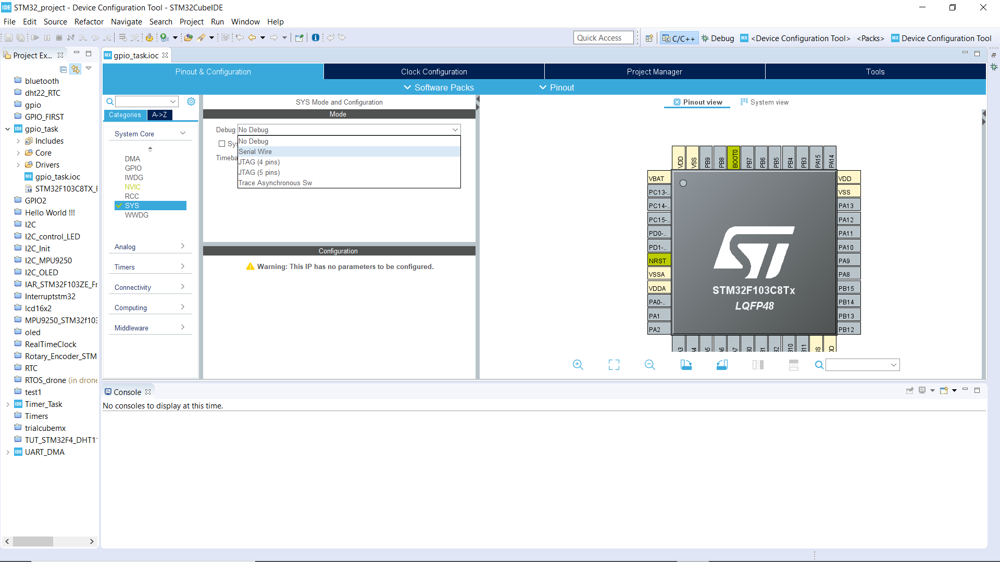 STM32_project - Device Configuration Tool - STM32CubeIDE
File Edit Source Refactor Navigate Search Project Run Window Help
Quick Access
C/C++
Debug
<Device Configuration Tool>
<Packs>
Device Configuration Tool
Project Ex...
bluetooth
dht22_RTC
gpio
GPIO_FIRST
gpio_task
Includes
Core
Drivers
gpio_task.ioc
STM32F103C8TX_F
GPIO2
Hello World !!!
I2C
I2C_control_LED
I2C_Init
I2C_MPU9250
I2C_OLED
IAR_STM32F103ZE_Fr
Interruptstm32
lcd16x2
MPU9250_STM32f103
oled
RealTimeClock
Rotary_Encoder_STM
RTC
RTOS_drone (in drone
test1
Timer_Task
Timers
trialcubemx
TUT_STM32F4_DHT11
UART_DMA
gpio_task.ioc
Pinout & Configuration
Clock Configuration
Project Manager
Tools
Software Packs
Pinout
Categories
A->Z
System Core
DMA
GPIO
IWDG
NVIC
RCC
SYS
WWDG
Analog
Timers
Connectivity
Computing
Middleware
SYS Mode and Configuration
Mode
Debug No Debug
No Debug
Serial Wire
JTAG (4 pins)
JTAG (5 pins)
Trace Asynchronous Sw
Sys
Timeba
Configuration
Warning: This IP has no parameters to be configured.
Pinout view
System view
VDD
VSS
PB9
PB8
BOOT0
PB7
PB6
PB5
PB4
PB3
PA15
PA14
VBAT
PC13-..
PC14-..
PC15-..
PD0-..
PD1-..
NRST
VSSA
VDDA
PA0-..
PA1
PA2
STM32F103C8Tx
LQFP48
VDD
VSS
PA13
PA12
PA11
PA10
PA9
PA8
PB15
PB14
PB13
PB12
Console
No consoles to display at this time.